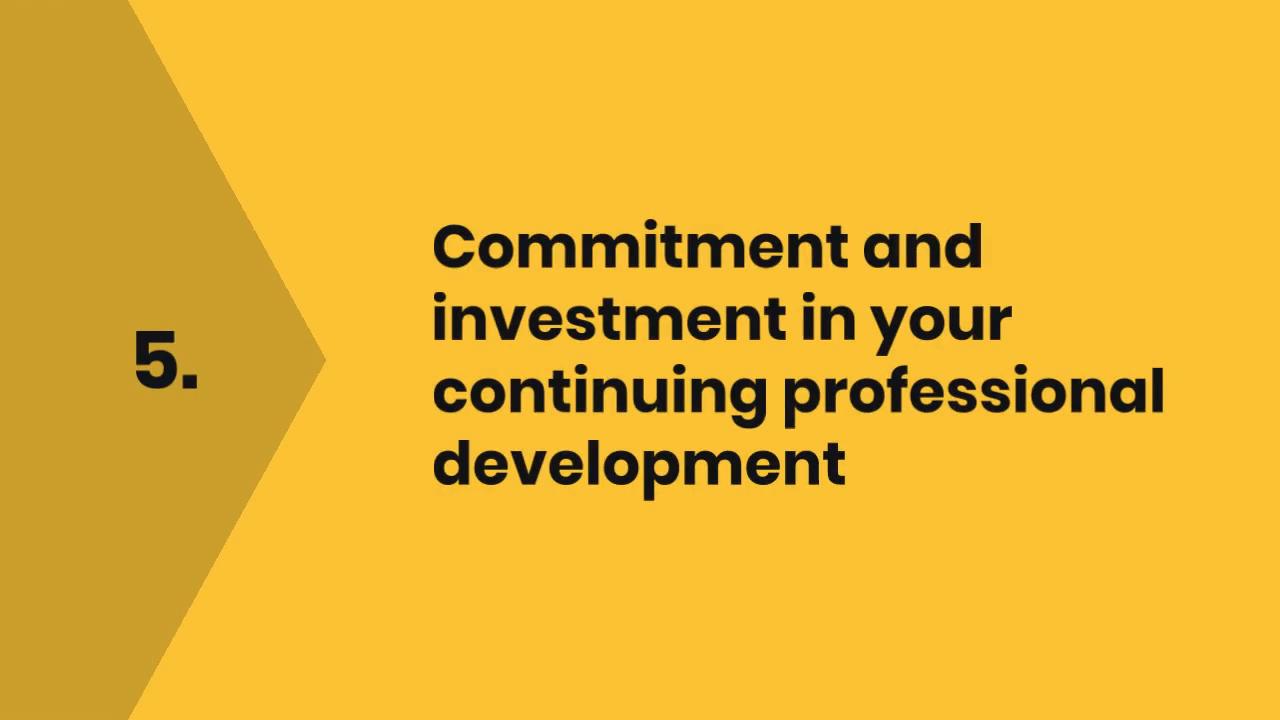 5.
Commitment and
investment in your
continuing professional
development